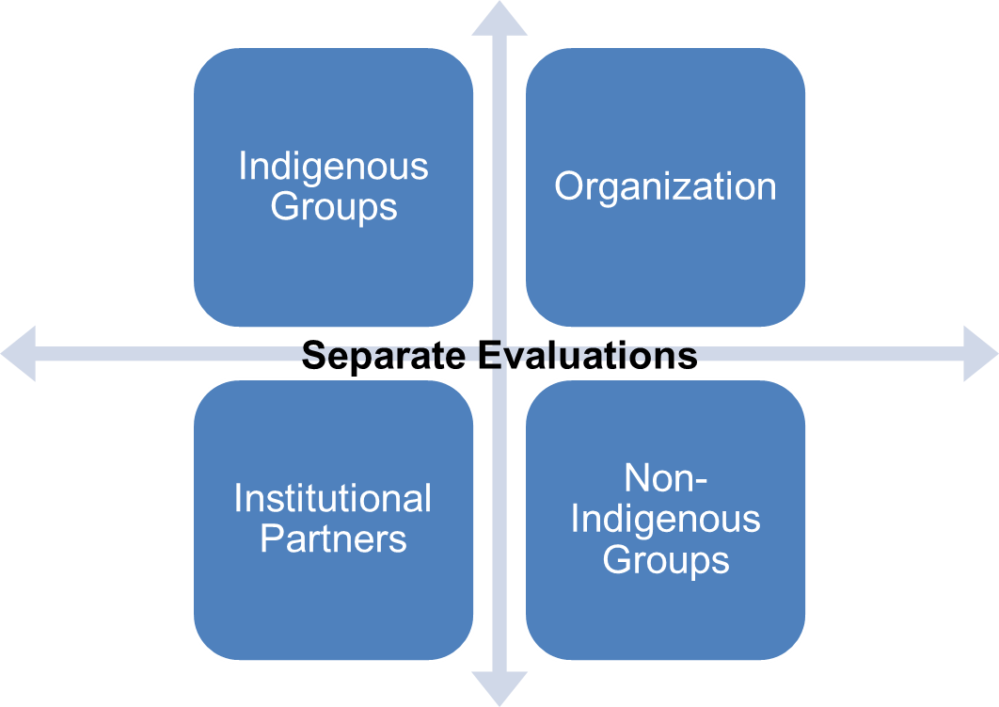 Indigenous
Groups
Organization
Separate Evaluations
Institutional
Partners
Non-
Indigenous
Groups